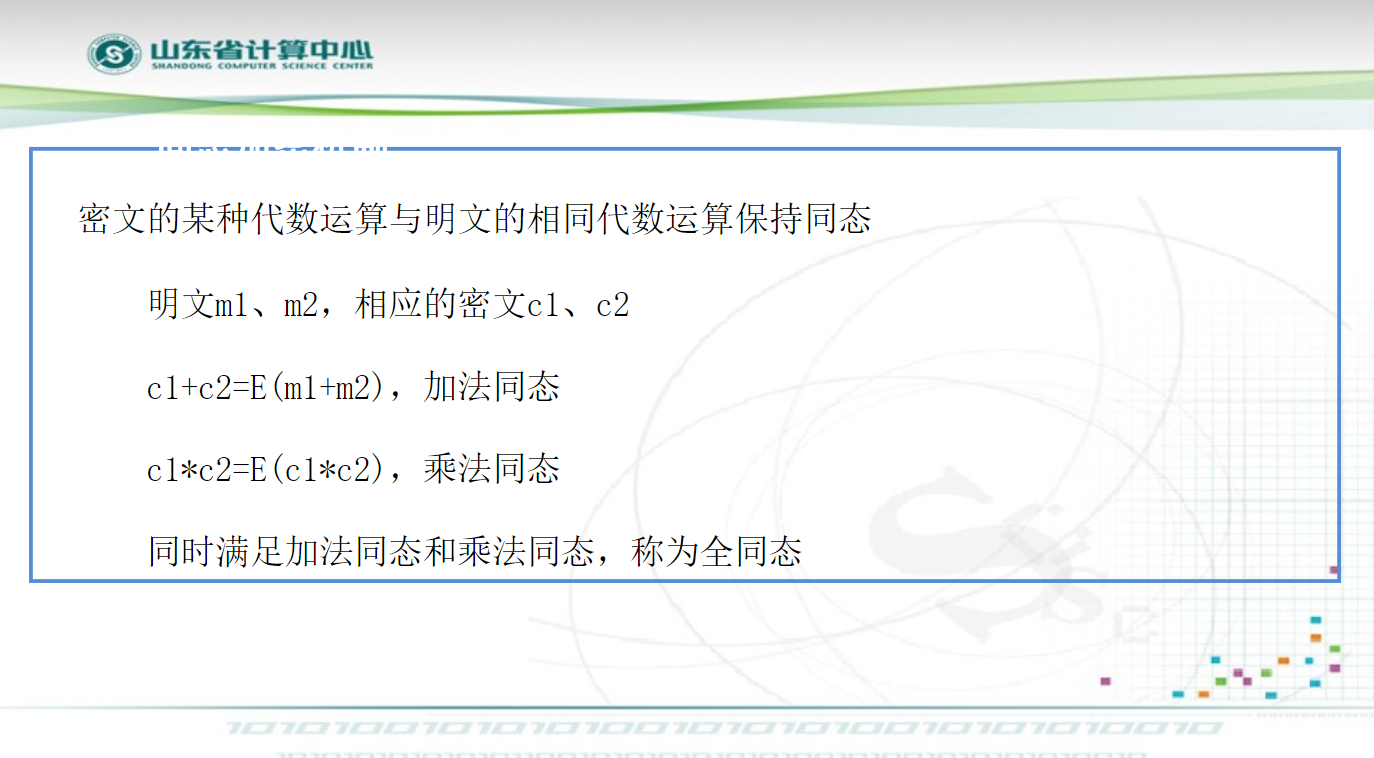 山东省计算中心
SHANDONG COMPUTER SCIENCE CENTER
密文的某种代数运算与明文的相同代数运算保持同态
明文m1、m2，相应的密文c1、c2
c1+c2=E(m1+m2)，加法同态
c1*c2=E(c1*c2)，乘法同态
同时满足加法同态和乘法同态，称为全同态